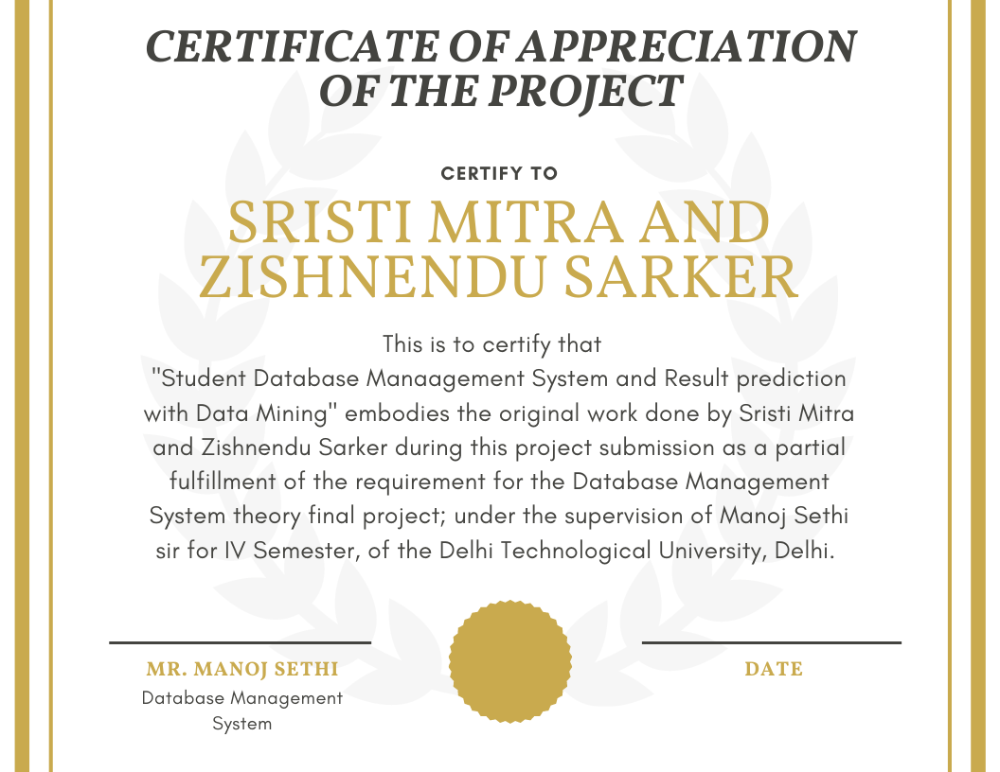 CERTIFICATE OF APPRECIATION
OF THE PROJECT
CERTIFY TO
SRISTI MITRA AND
ZISHNENDU SARKER
This is to certify that
"Student Database Manaagement System and Result prediction
with Data Mining" embodies the original work done by Sristi Mitra
and Zishnendu Sarker during this project submission as a partial
fulfillment of the requirement for the Database Management
System theory final project; under the supervision of Manoj Sethi
sir for IV Semester, of the Delhi Technological University, Delhi.
MR. MANOJ SETHI
Database Management
System
DATE